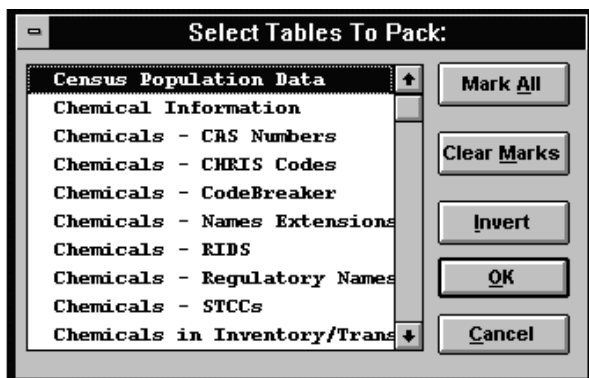 Select Tables To Pack:
Census Population Data
Chemical Information
Chemicals - CAS Numbers
Chemicals - CHRIS Codes
Chemicals - CodeBreaker
Chemicals - Names Extensions
Chemicals - RIDS
Chemicals - Regulatory Names
Chemicals - STCCs
Chemicals in Inventory/Trans
Mark All
Clear Marks
Invert
OK
Cancel